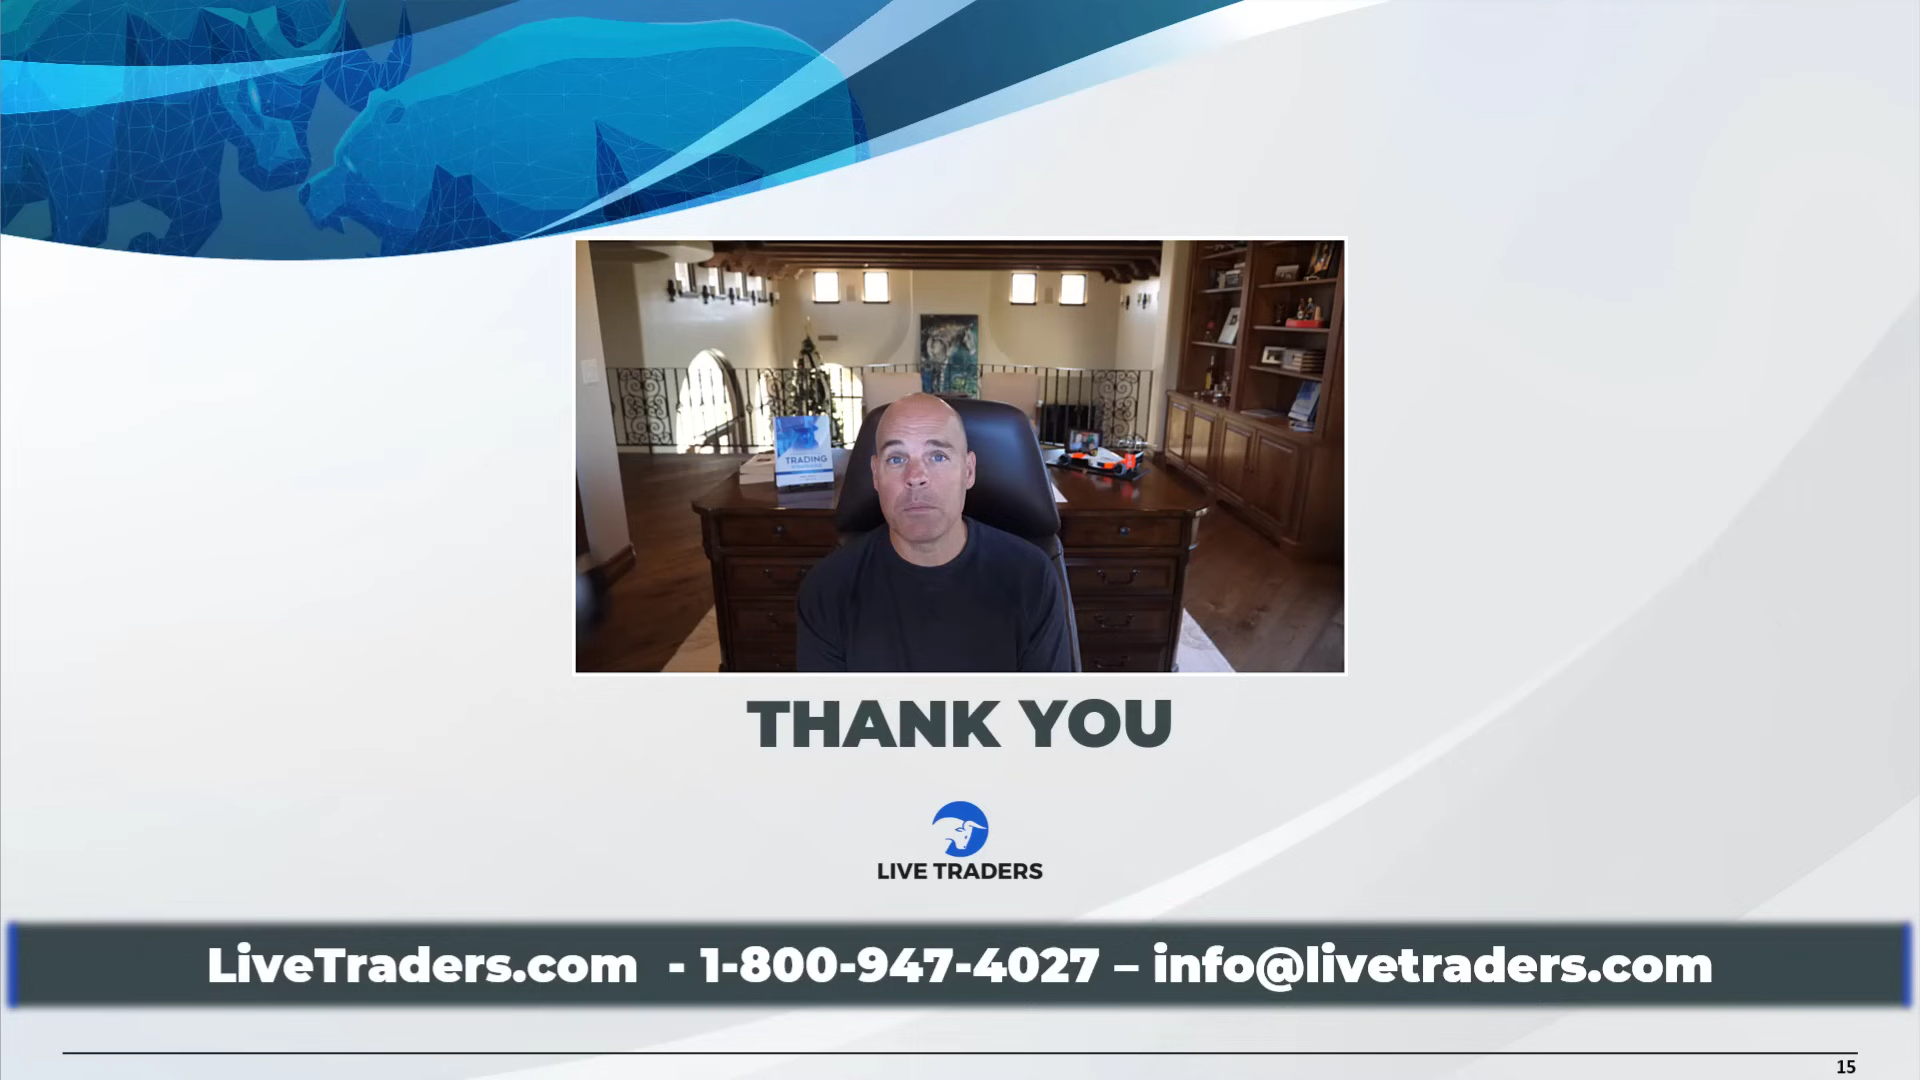 TRADING
THANK YOU
LIVE TRADERS
LiveTraders.com - 1-800-947-4027 – info@livetraders.com
15